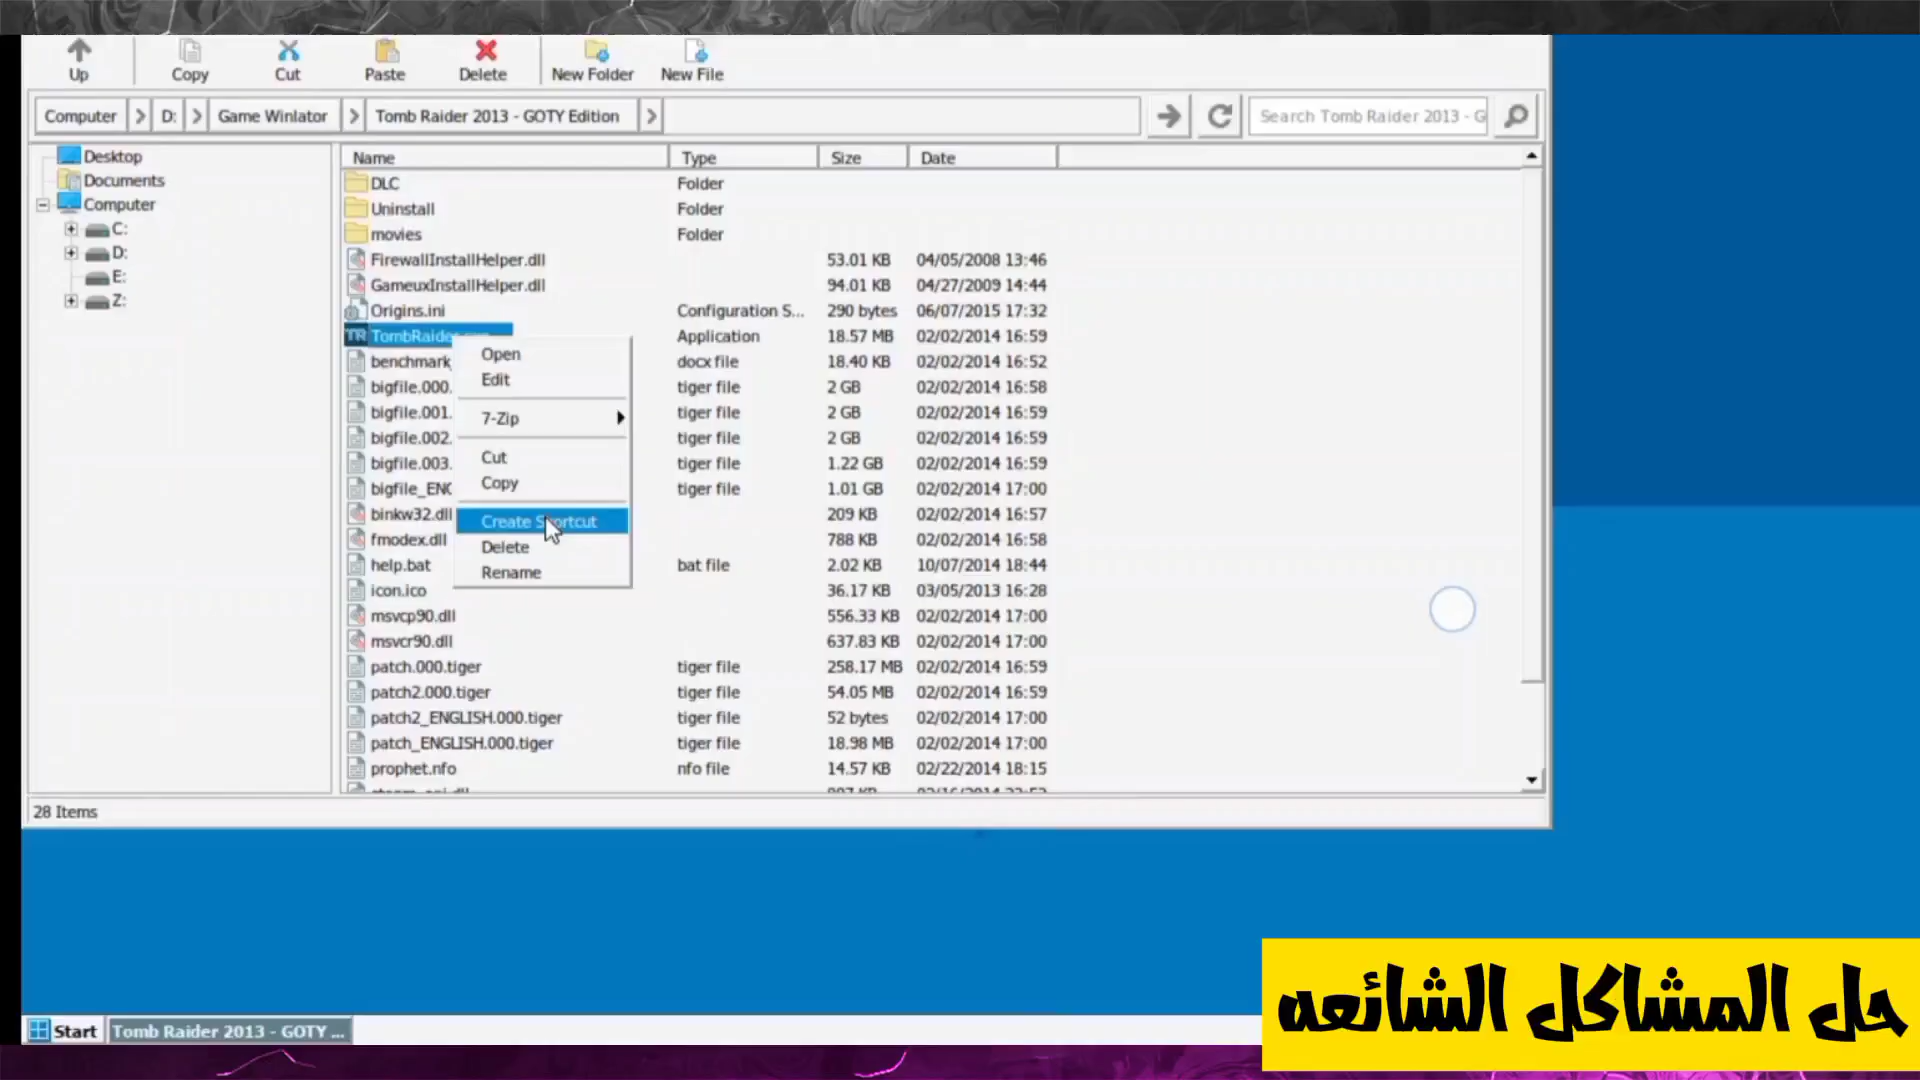 Up Copy Cut Paste Delete New Folder New File
Computer D: Game Winlator Tomb Raider 2013 - GOTY Edition Search Tomb Raider 2013 - G
Desktop
Documents
Computer
C:
D:
E:
Z:
Name Type Size Date
DLC Folder
Uninstall Folder
movies Folder
FirewallInstallHelper.dll 53.01 KB 04/05/2008 13:46
GameuxInstallHelper.dll 94.01 KB 04/27/2009 14:44
Origins.ini Configuration S... 290 bytes 06/07/2015 17:32
TR TombRaider.exe Application 18.57 MB 02/02/2014 16:59
benchmark_ docx file 18.40 KB 02/02/2014 16:52
bigfile.000. tiger file 2 GB 02/02/2014 16:58
bigfile.001. tiger file 2 GB 02/02/2014 16:59
bigfile.002. tiger file 2 GB 02/02/2014 16:59
bigfile.003. tiger file 1.22 GB 02/02/2014 16:59
bigfile_ENG tiger file 1.01 GB 02/02/2014 17:00
binkw32.dll 209 KB 02/02/2014 16:57
fmodex.dll 788 KB 02/02/2014 16:58
help.bat bat file 2.02 KB 10/07/2014 18:44
icon.ico 36.17 KB 03/05/2013 16:28
msvcp90.dll 556.33 KB 02/02/2014 17:00
msvcr90.dll 637.83 KB 02/02/2014 17:00
patch.000.tiger tiger file 258.17 MB 02/02/2014 16:59
patch2.000.tiger tiger file 54.05 MB 02/02/2014 16:59
patch2_ENGLISH.000.tiger tiger file 52 bytes 02/02/2014 17:00
patch_ENGLISH.000.tiger tiger file 18.98 MB 02/02/2014 17:00
prophet.nfo nfo file 14.57 KB 02/22/2014 18:15
Open
Edit
7-Zip
Cut
Copy
Create Shortcut
Delete
Rename
28 Items
حل المشاكل الشائعه
Start Tomb Raider 2013 - GOTY ...